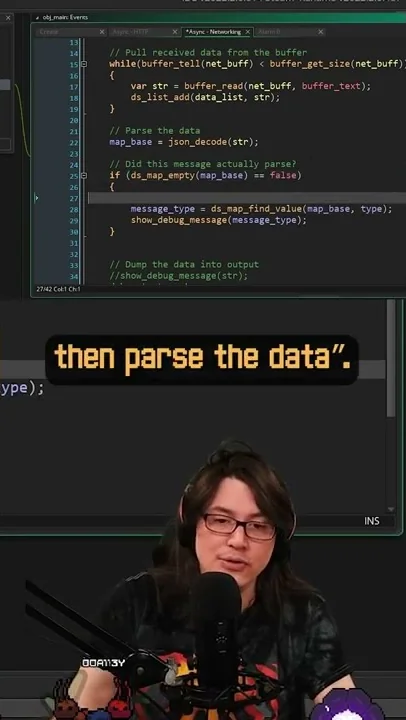 obj_main: Events
Create
Async - HTTP
*Async - Networking
13
14 // Pull received data from the buffer
15 while(buffer_tell(net_buff) < buffer_get_size(net_buff)
16 {
17 var str = buffer_read(net_buff, buffer_text);
18 ds_list_add(data_list, str);
19 }
20
21 // Parse the data
22 map_base = json_decode(str);
23
24 // Did this message actually parse?
25 if (ds_map_empty(map_base) == false)
26 {
27
28 message_type = ds_map_find_value(map_base, type);
29 show_debug_message(message_type);
30 }
31
32
33 // Dump the data into output
34 //show_debug_message(str);
27/42 Col:1 Ch:1
then parse the data”.
ype);
INS